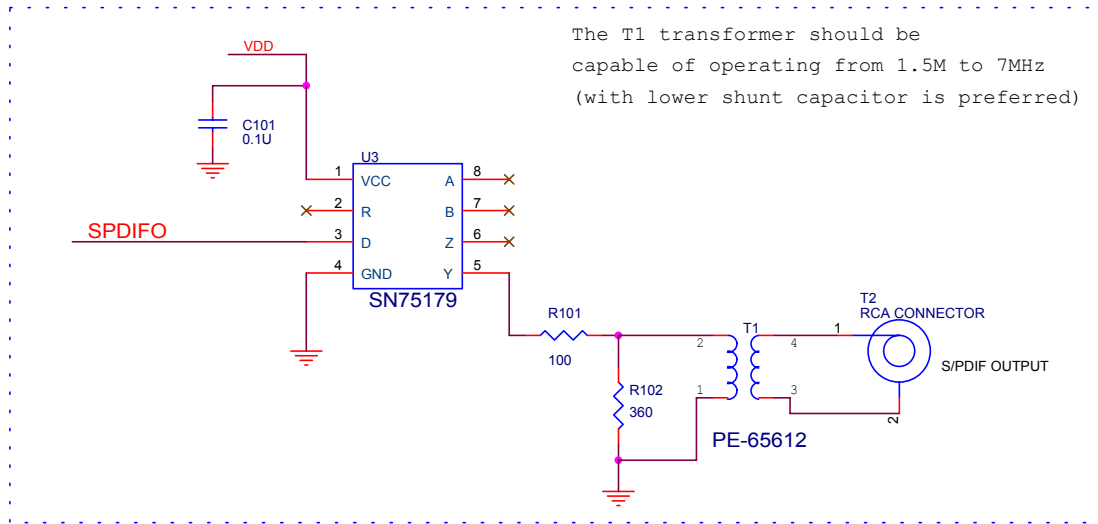 The T1 transformer should be
capable of operating from 1.5M to 7MHz
(with lower shunt capacitor is preferred)
VDD
C101
0.1U
U3
1 VCC A 8
2 R B 7
SPDIFO 3 D Z 6
4 GND Y 5
SN75179
R101
100
R102
360
T1
2 4
1 3
PE-65612
T2
RCA CONNECTOR
1
S/PDIF OUTPUT
2